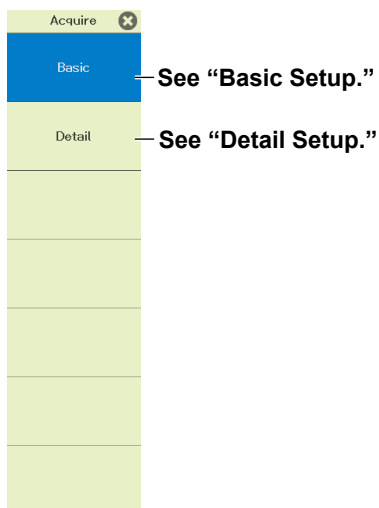 Acquire
Basic
See “Basic Setup.”
Detail
See “Detail Setup.”